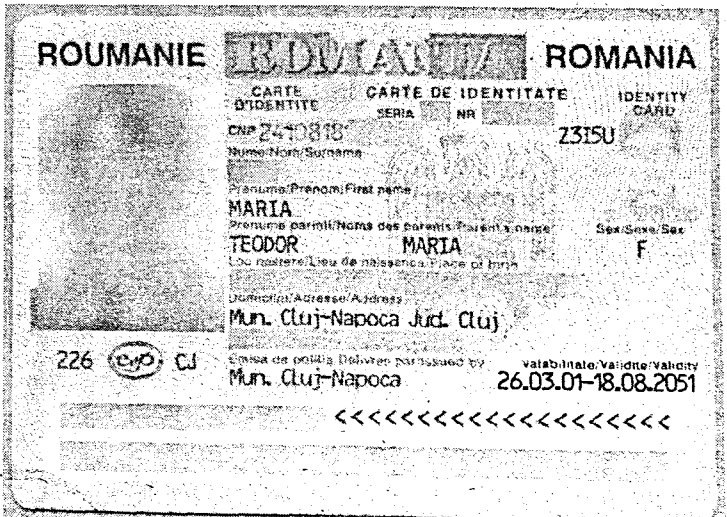 ROUMANIE ROMANIA ROMANIA
CARTE D'IDENTITE CARTE DE IDENTITATE IDENTITY CARD
SERIA NR
CNP 2410818 Z3I5U
Nume/Nom/Surname
Prenume/Prenom/First name
MARIA
Prenume parinti/Noms des parents/Parent's name Sex/Sexe/Sex
TEODOR MARIA F
Loc nastere/Lieu de naissance/Place of birth
Domiciliu/Adresse/Address
Mun. Cluj-Napoca Jud. Cluj
226 CJ
Emisa de politia/Delivree par/Issued by Valabilitate/Validite/Validity
Mun. Cluj-Napoca 26.03.01-18.08.2051
<<<<<<<<<<<<<<<<<<<<<